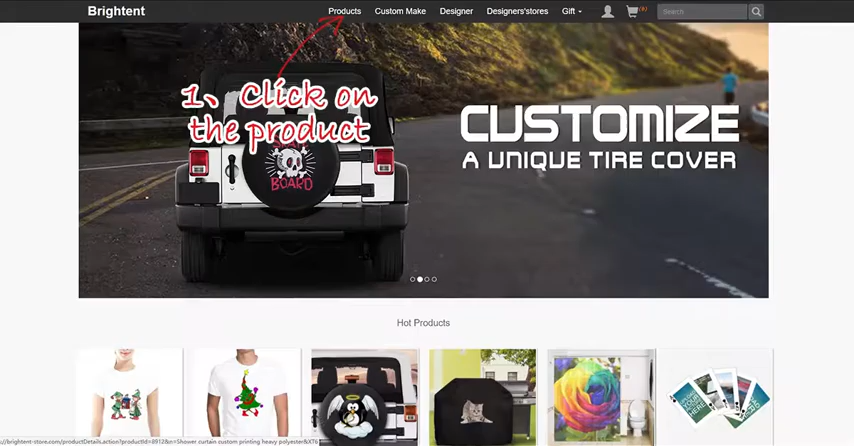 Brightent
Products
Custom Make
Designer
Designers'stores
Gift
(0)
Search
1、Click on
the product
BOARD
CUSTOMIZE
A UNIQUE TIRE COVER
Hot Products
://brightent-store.com/productDetails.action?productId=8912&n=Shower curtain custom printing heavy polyester&XT6